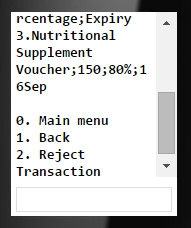 rcentage;Expiry
3.Nutritional
Supplement
Voucher;150;80%;1
6Sep

0. Main menu
1. Back
2. Reject
Transaction